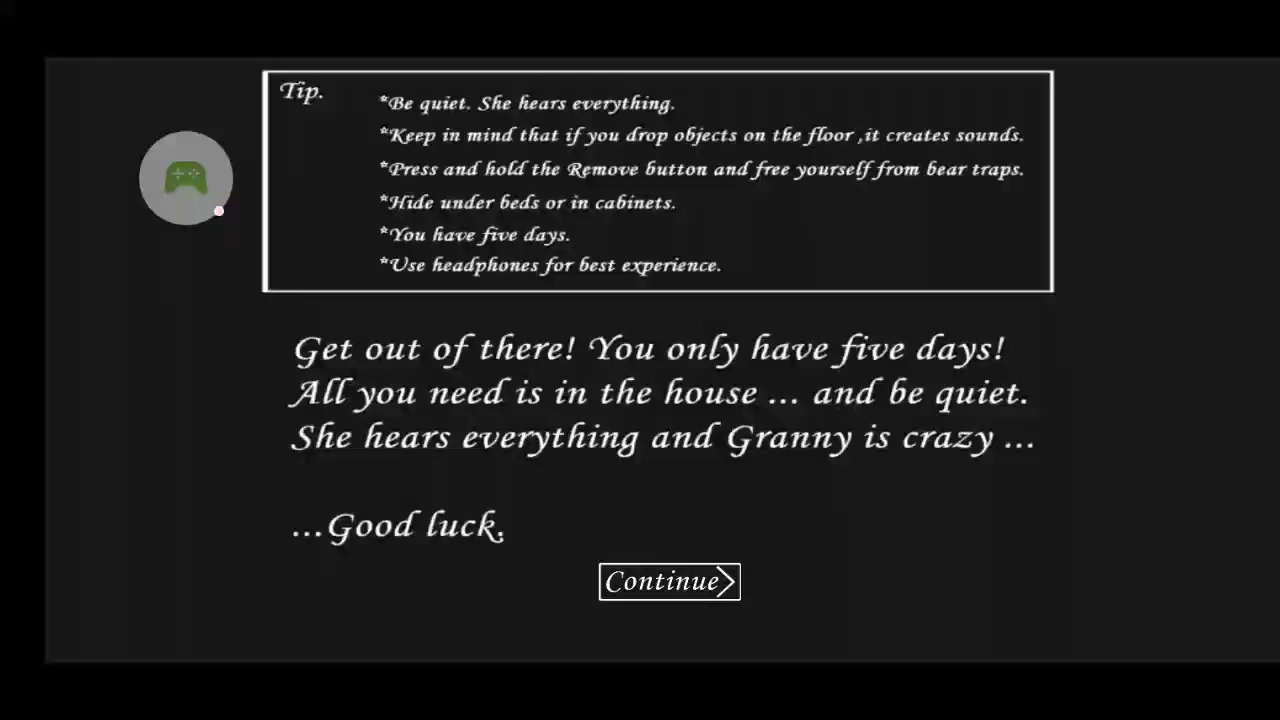 Tip.
*Be quiet. She hears everything.
*Keep in mind that if you drop objects on the floor ,it creates sounds.
*Press and hold the Remove button and free yourself from bear traps.
*Hide under beds or in cabinets.
*You have five days.
*Use headphones for best experience.
Get out of there! You only have five days!
All you need is in the house ... and be quiet.
She hears everything and Granny is crazy ...
...Good luck.
Continue